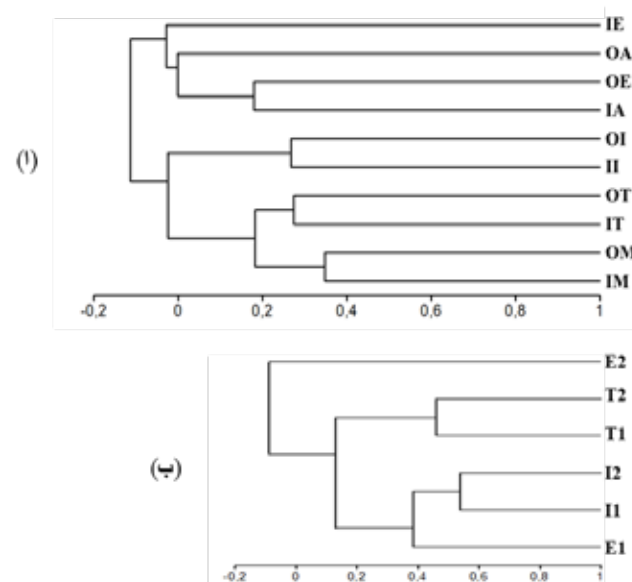 IE
OA
OE
IA
OI
(ا)
II
OT
IT
OM
IM
-0,2 0 0,2 0,4 0,6 0,8 1
E2
T2
T1
(ب)
I2
I1
E1
-0,2 0 0,2 0,4 0,6 0,8 1